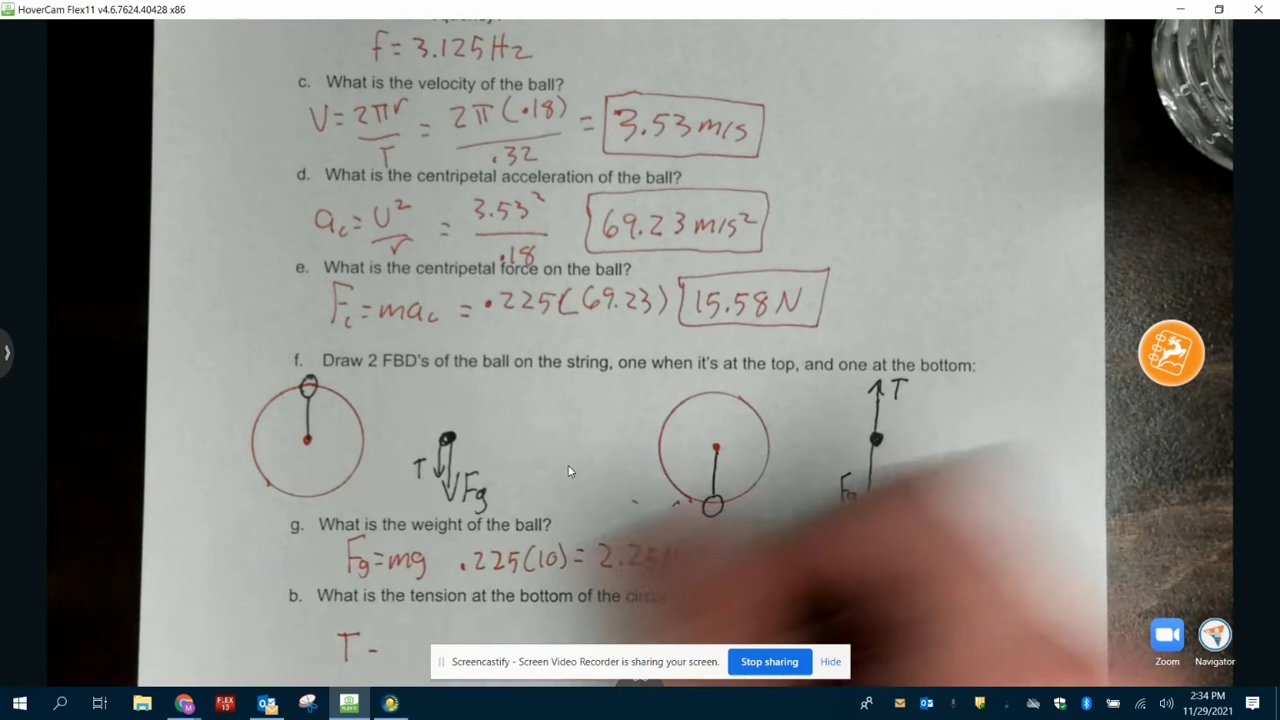 HoverCam Flex11 v4.6.7624.40428 x86
f = 3.125 Hz
c. What is the velocity of the ball?
V = 2πr/T = 2π(.18)/.32 = 3.53 m/s
d. What is the centripetal acceleration of the ball?
ac = v²/r = 3.53²/.18 69.23 m/s²
e. What is the centripetal force on the ball?
Fc = mac = .225(69.23) 15.58 N
f. Draw 2 FBD's of the ball on the string, one when it's at the top, and one at the bottom:
T
T
Fg
Fg
g. What is the weight of the ball?
Fg = mg .225(10) = 2.25
b. What is the tension at the bottom of the
T -
Screencastify - Screen Video Recorder is sharing your screen.
Stop sharing
Hide
Zoom
Navigator
FLEX
11
2:34 PM
11/29/2021